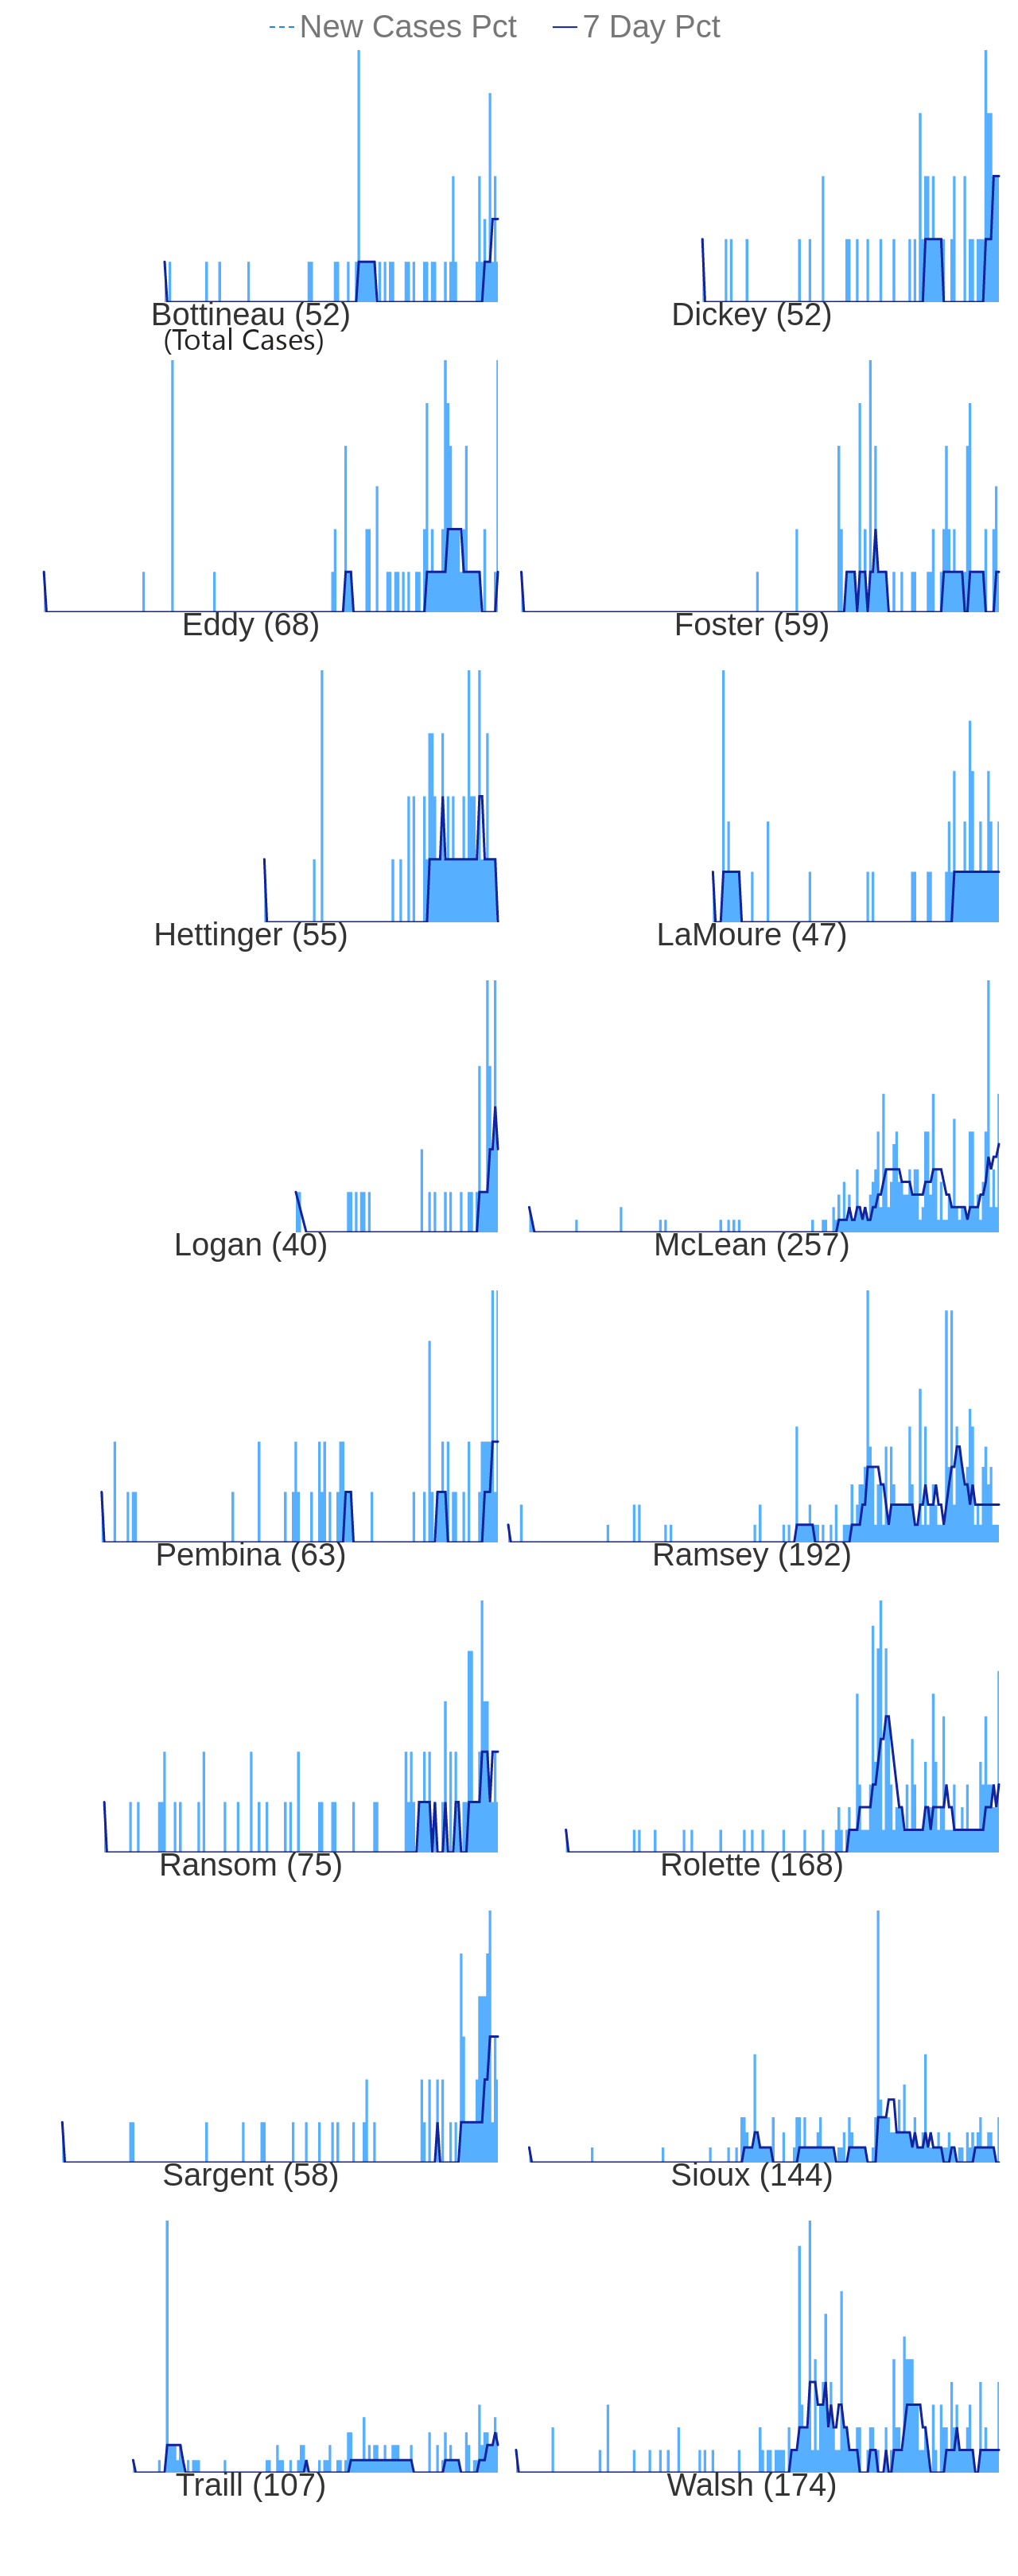 New Cases Pct 7 Day Pct
Bottineau (52) Dickey (52)
(Total Cases)
Eddy (68) Foster (59)
Hettinger (55) LaMoure (47)
Logan (40) McLean (257)
Pembina (63) Ramsey (192)
Ransom (75) Rolette (168)
Sargent (58) Sioux (144)
Traill (107) Walsh (174)